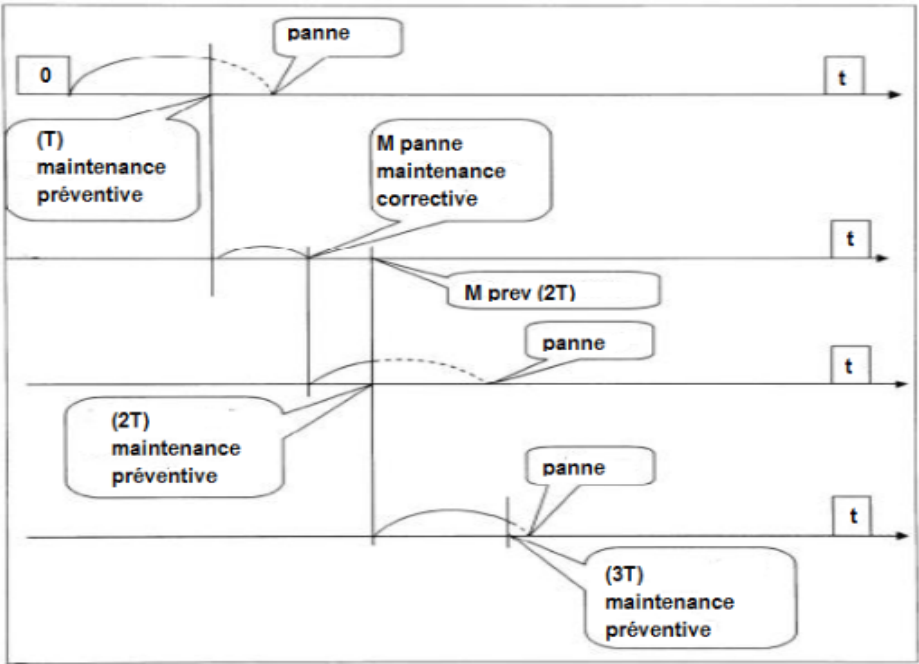 panne
0
t
(T)
maintenance
préventive
M panne
maintenance
corrective
t
M prev (2T)
panne
t
(2T)
maintenance
préventive
panne
t
(3T)
maintenance
préventive